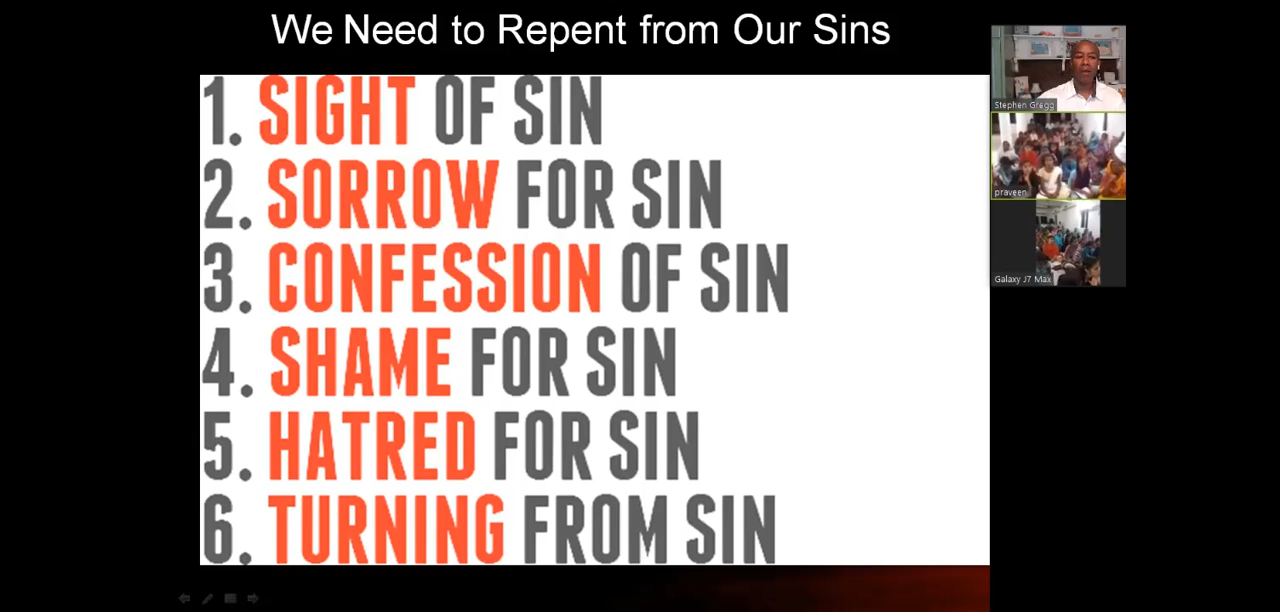 We Need to Repent from Our Sins
1. SIGHT OF SIN
2. SORROW FOR SIN
3. CONFESSION OF SIN
4. SHAME FOR SIN
5. HATRED FOR SIN
6. TURNING FROM SIN
Stephen Gregg
praveen
Galaxy J7 Max